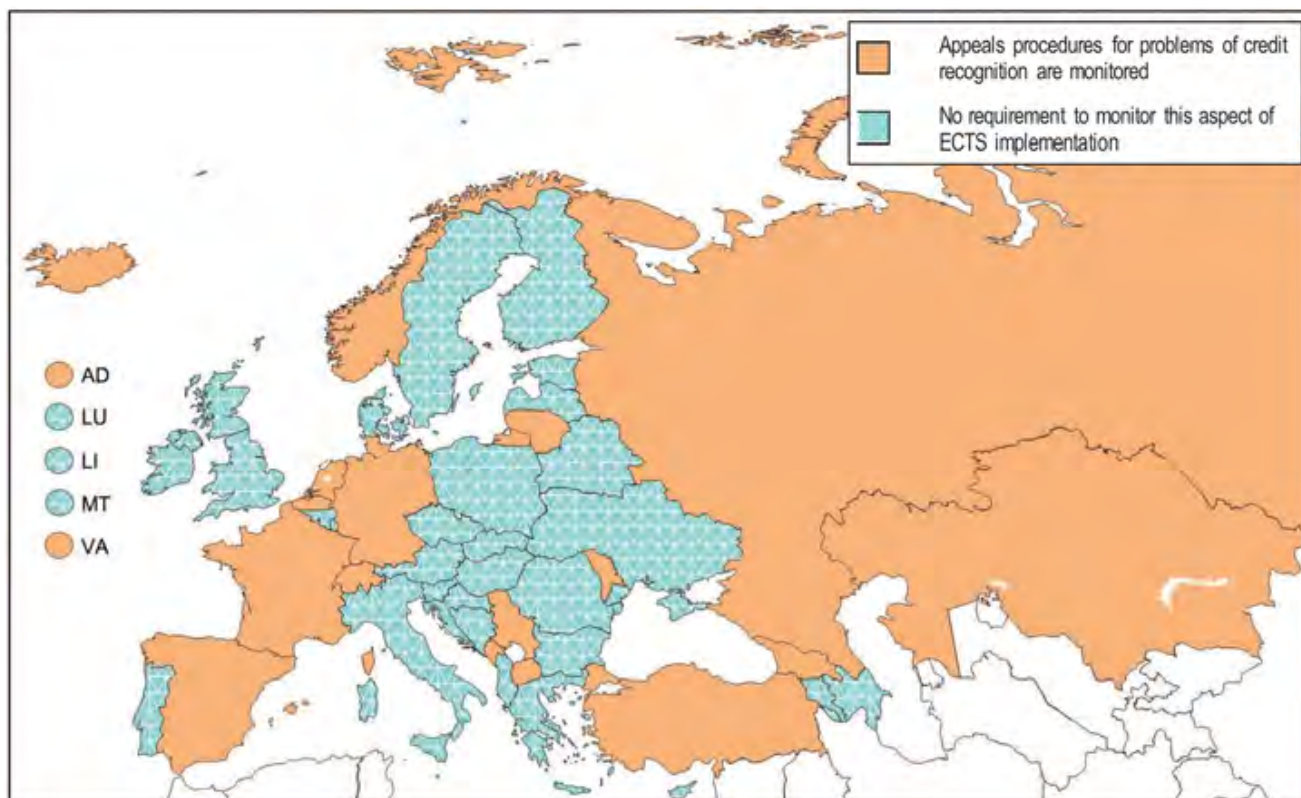 Appeals procedures for problems of credit
recognition are monitored
No requirement to monitor this aspect of
ECTS implementation
AD
LU
LI
MT
VA